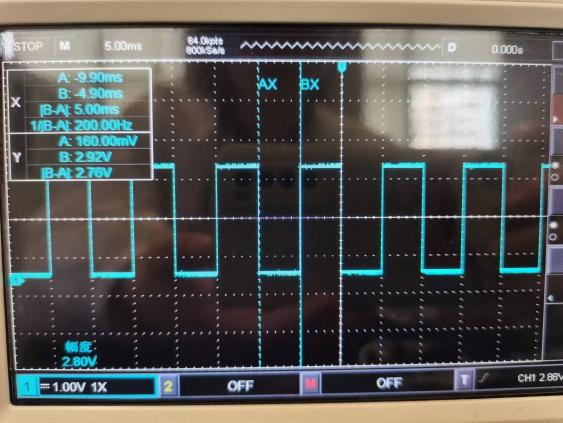 STOP M 5.00ms 64.0kpts 800kSa/s D 0.000s
X
A: -9.90ms
B: -4.90ms
|B-A|: 5.00ms
1/|B-A|: 200.00Hz
Y
A: 160.00mV
B: 2.92V
|B-A|: 2.76V
AX BX
幅度
2.80V
1 1.00V 1X 2 OFF M OFF T CH1 2.88V